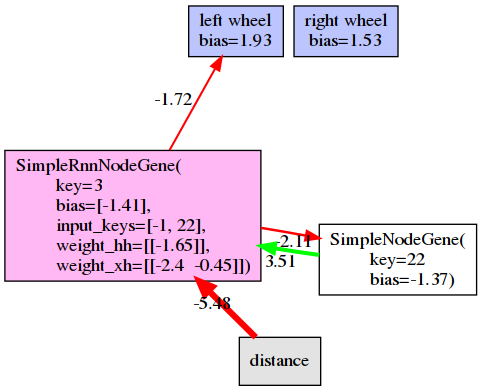 left wheel
bias=1.93
right wheel
bias=1.53
-1.72
SimpleRnnNodeGene(
key=3
bias=[-1.41],
input_keys=[-1, 22],
weight_hh=[[-1.65]],
weight_xh=[[-2.4 -0.45]])
-2.11
3.51
SimpleNodeGene(
key=22
bias=-1.37)
-5.48
distance